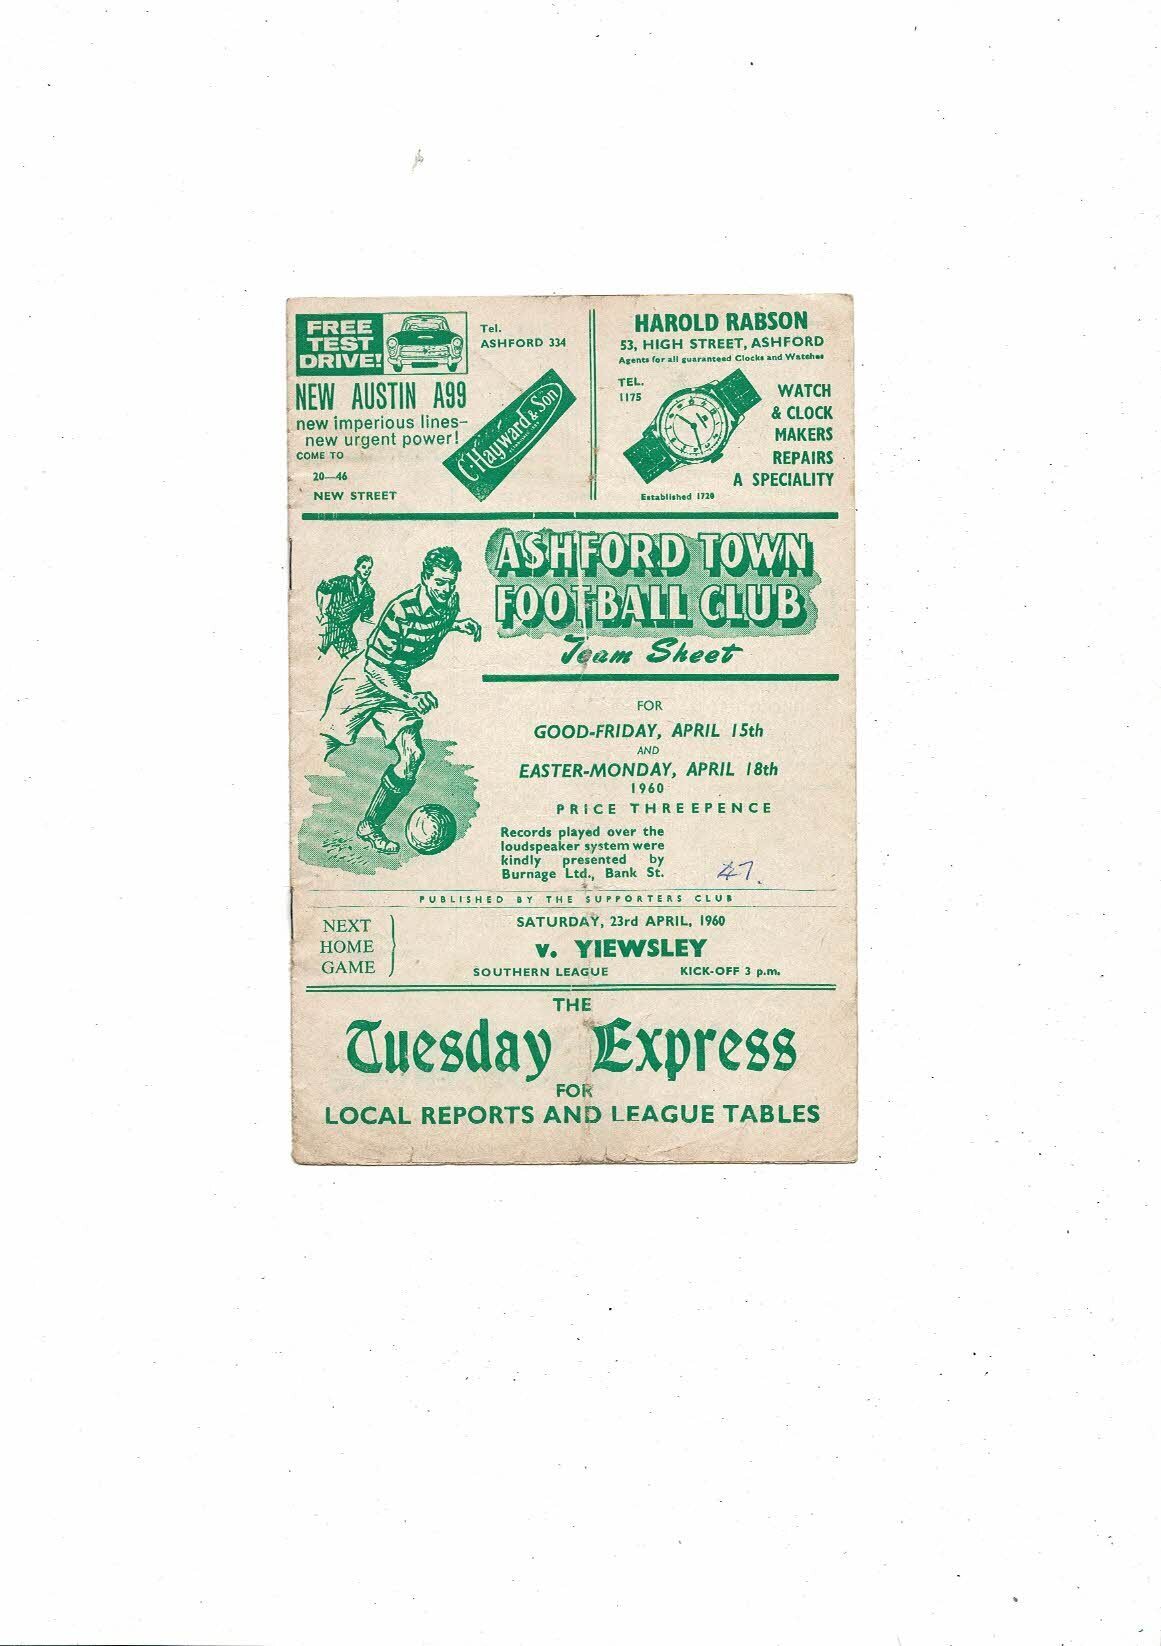 FREE
TEST
DRIVE!
Tel.
ASHFORD 334
NEW AUSTIN A99
new imperious lines—
new urgent power!
COME TO
20—46
NEW STREET
C. Hayward & Son
HAROLD RABSON
53, HIGH STREET, ASHFORD
Agents for all guaranteed Clocks and Watches
TEL.
1175
WATCH
& CLOCK
MAKERS
REPAIRS
A SPECIALITY
Established 1720
ASHFORD TOWN
FOOTBALL CLUB
Team Sheet
FOR
GOOD-FRIDAY, APRIL 15th
AND
EASTER-MONDAY, APRIL 18th
1960
PRICE THREEPENCE
Records played over the
loudspeaker system were
kindly presented by
Burnage Ltd., Bank St.
47.
PUBLISHED BY THE SUPPORTERS CLUB
NEXT
HOME
GAME
SATURDAY, 23rd APRIL, 1960
v. YIEWSLEY
SOUTHERN LEAGUE KICK-OFF 3 p.m.
THE
Tuesday Express
FOR
LOCAL REPORTS AND LEAGUE TABLES